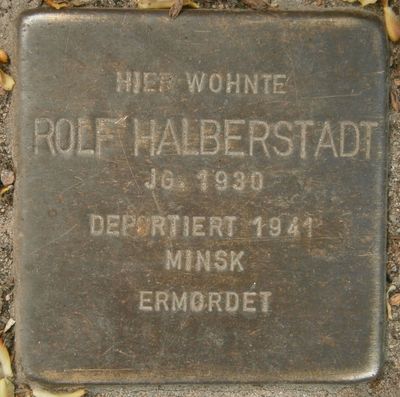 HIER WOHNTE
ROLF HALBERSTADT
JG. 1930
DEPORTIERT 1941
MINSK
ERMORDET